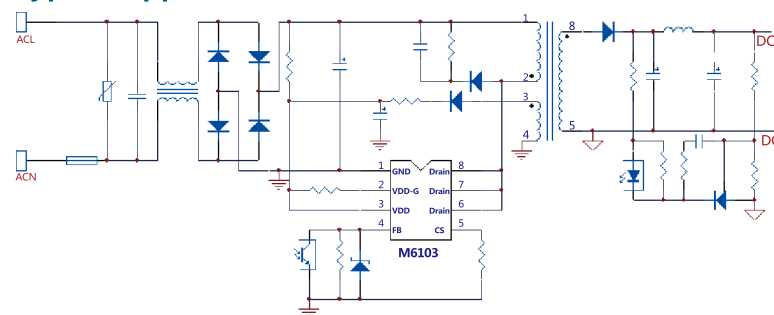 ACL
ACN
1
2
3
4
8
5
DC
DC
1 GND Drain 8
2 VDD-G Drain 7
3 VDD Drain 6
4 FB CS 5
M6103